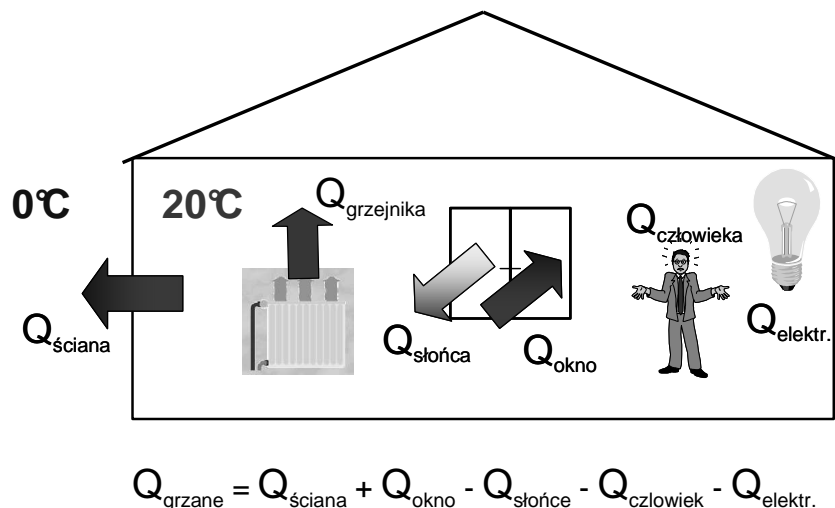 0°C
20°C
Qgrzejnika
Qczłowieka
Qściana
Qsłońca
Qokno
Qelektr.
Qgrzane = Qściana + Qokno - Qsłońce - Qczlowiek - Qelektr.